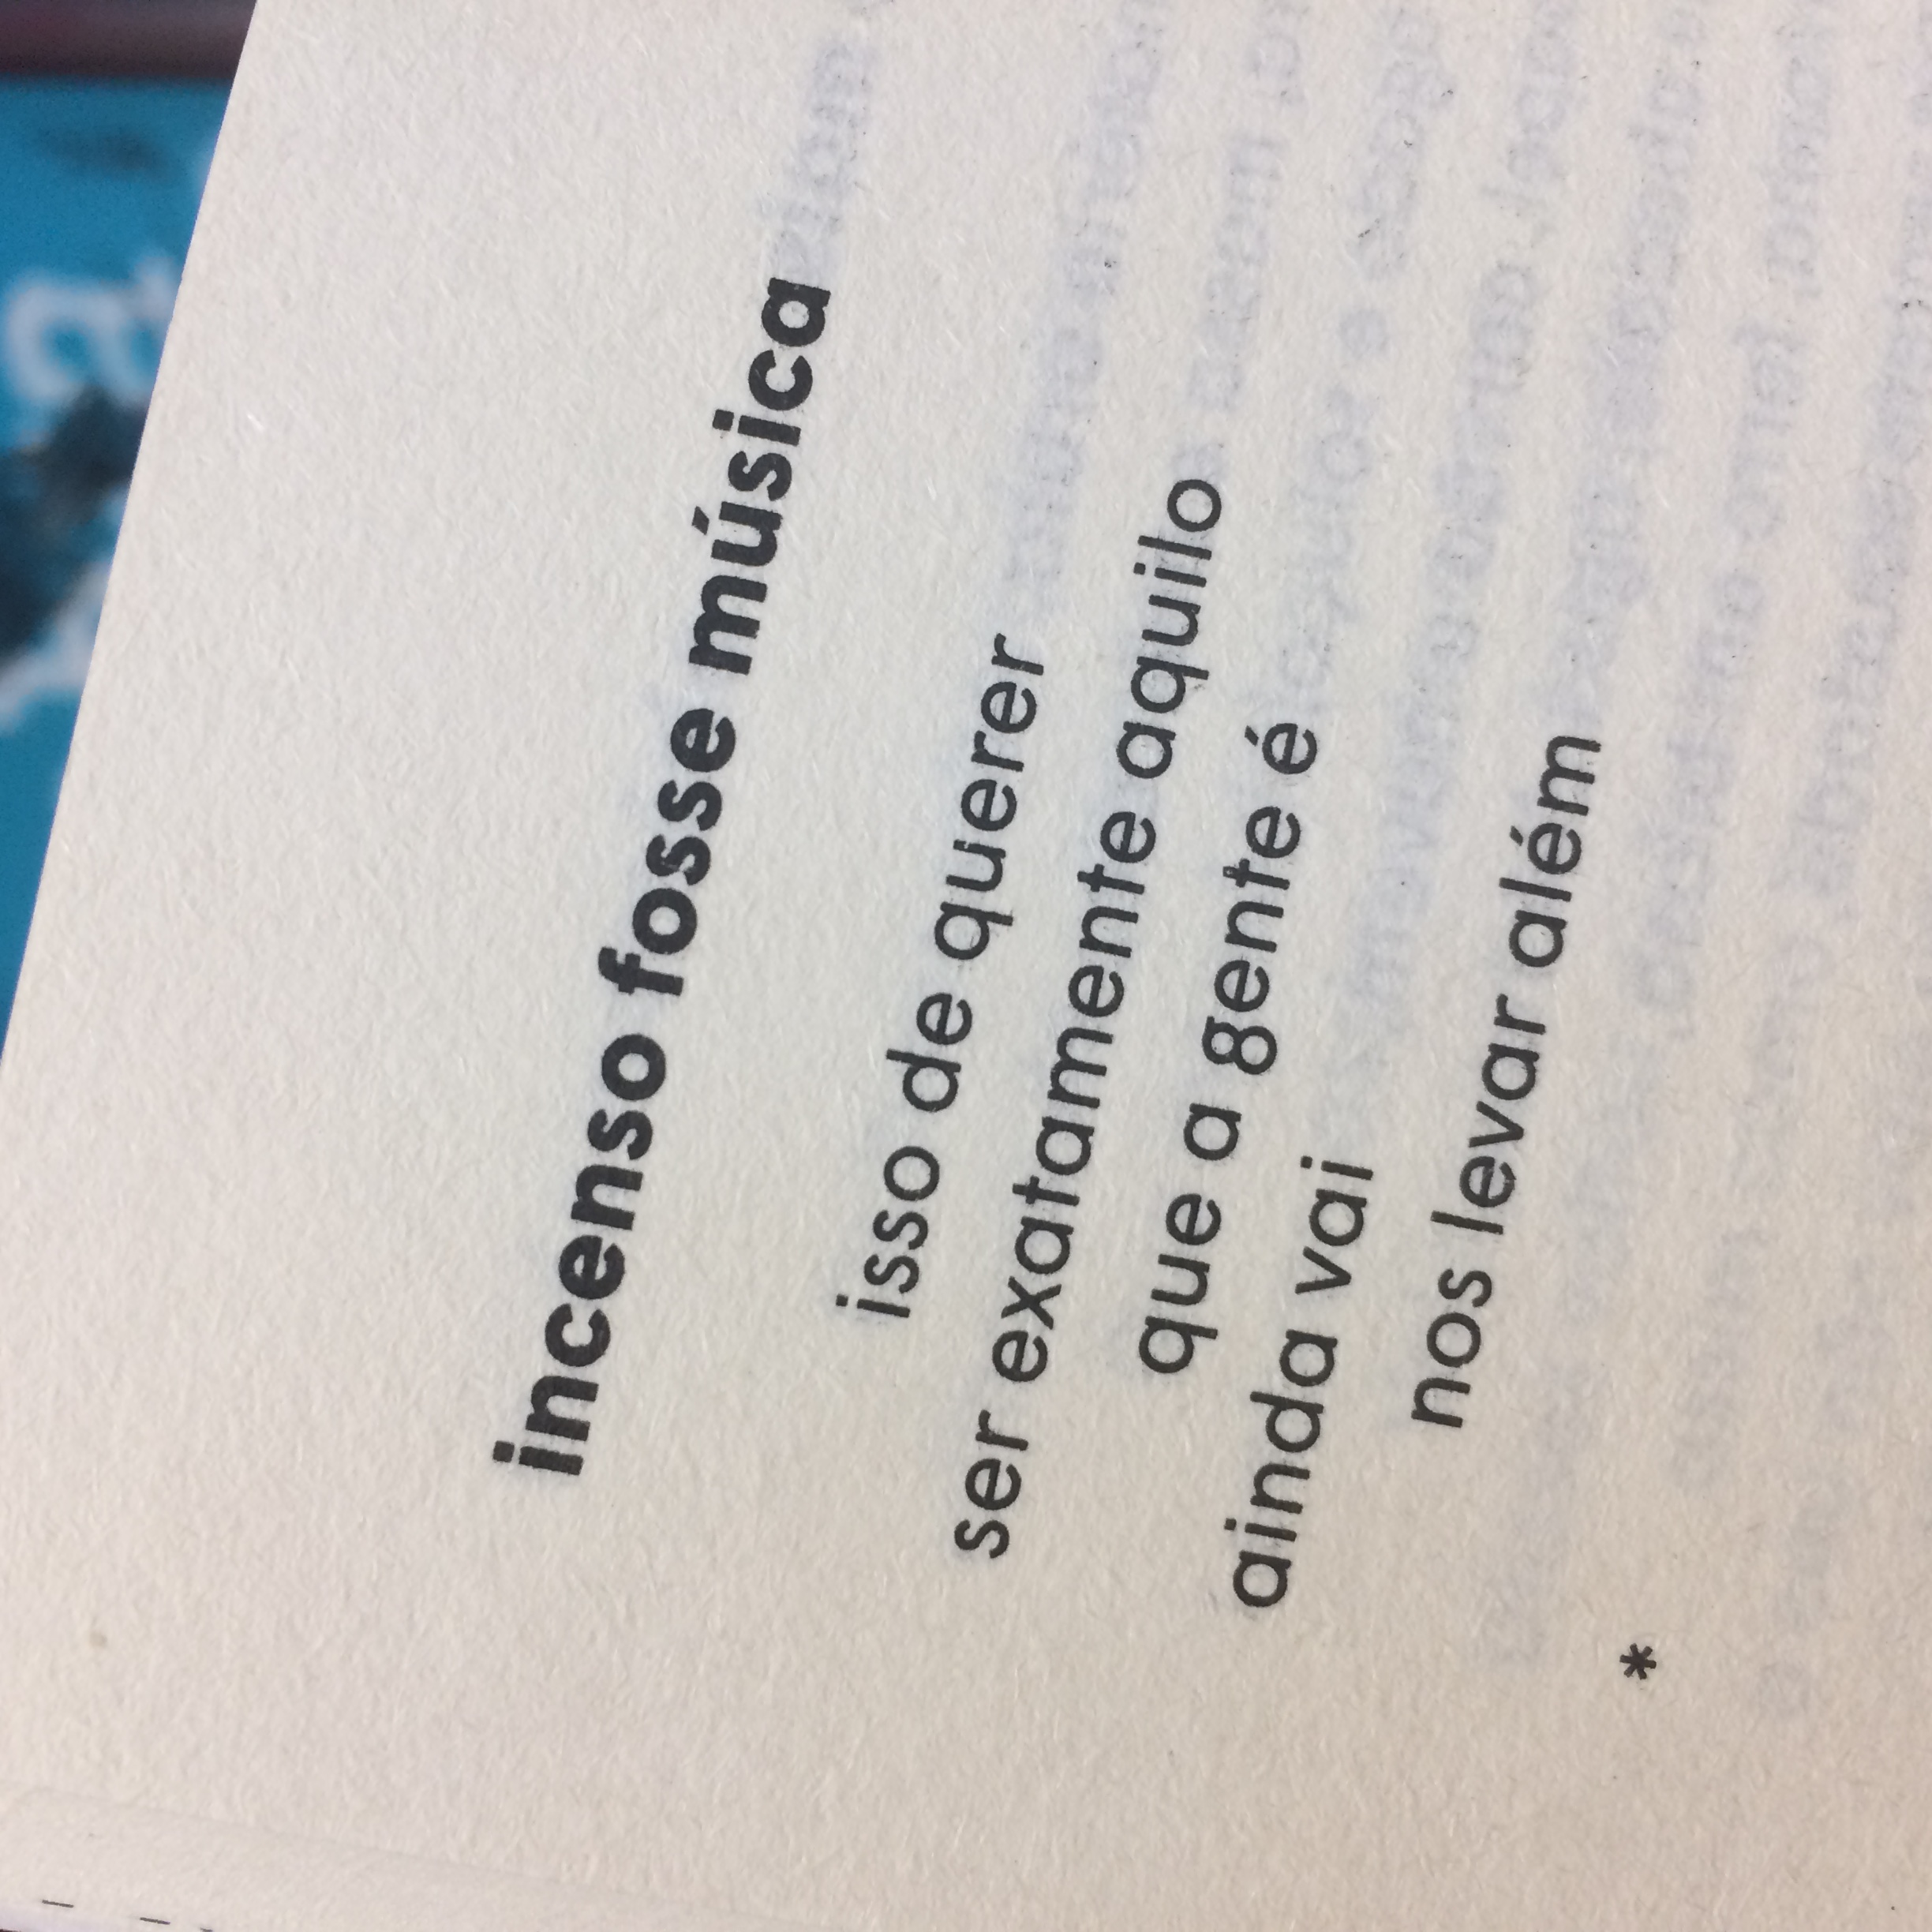 incenso fosse música
isso de querer
ser exatamente aquilo
que a gente é
ainda vai
nos levar além
*